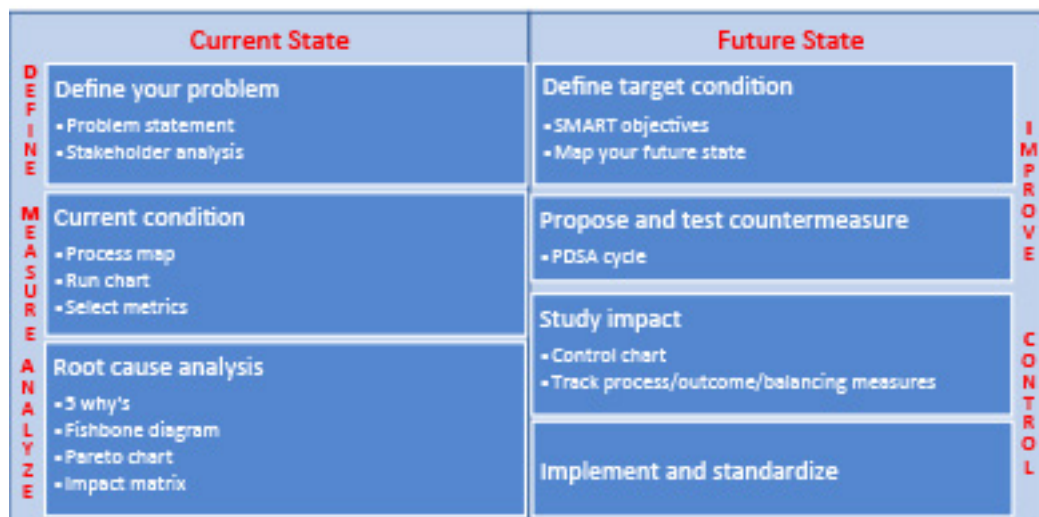 Current State
DEFINE
Define your problem
▪Problem statement
▪Stakeholder analysis
MEASURE
Current condition
▪Process map
▪Run chart
▪Select metrics
ANALYZE
Root cause analysis
▪5 why's
▪Fishbone diagram
▪Pareto chart
▪Impact matrix
Future State
IMPROVE
Define target condition
▪SMART objectives
▪Map your future state
Propose and test countermeasure
▪PDSA cycle
CONTROL
Study impact
▪Control chart
▪Track process/outcome/balancing measures
Implement and standardize